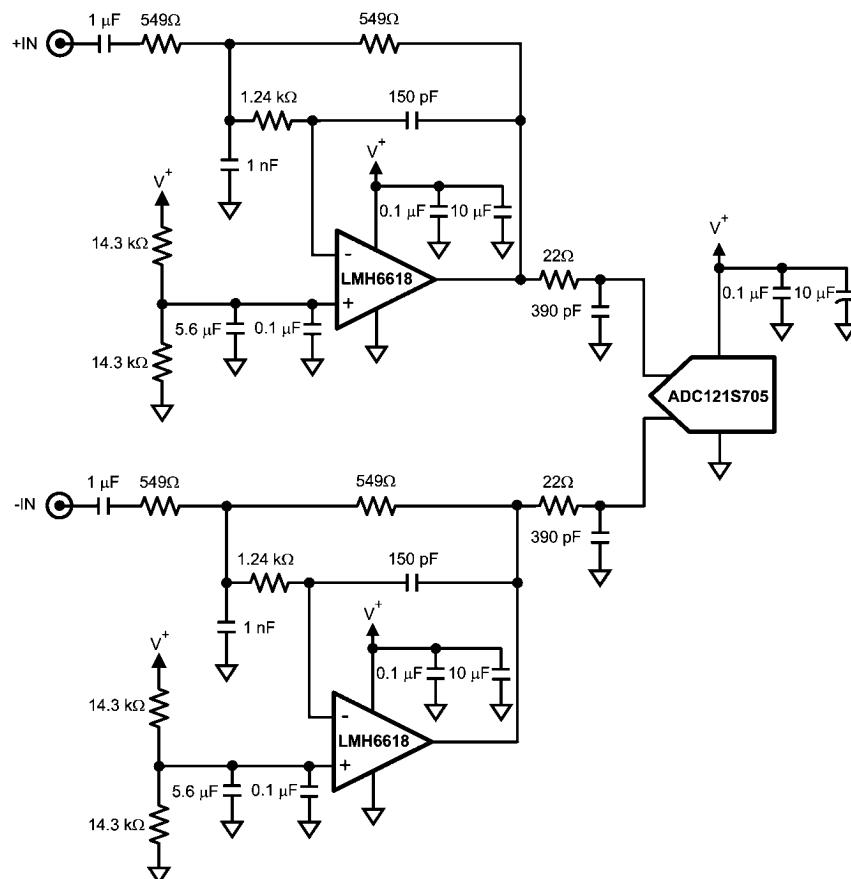 1 µF 549Ω 549Ω
+IN
1.24 kΩ 150 pF
1 nF
V+ V+
14.3 kΩ 0.1 µF 10 µF
V+
- 22Ω
LMH6618
+ 0.1 µF 10 µF
5.6 µF 0.1 µF 390 pF
14.3 kΩ
ADC121S705
1 µF 549Ω 549Ω 22Ω
-IN
390 pF
1.24 kΩ 150 pF
1 nF
V+ V+
0.1 µF 10 µF
14.3 kΩ
-
LMH6618
+
5.6 µF 0.1 µF
14.3 kΩ